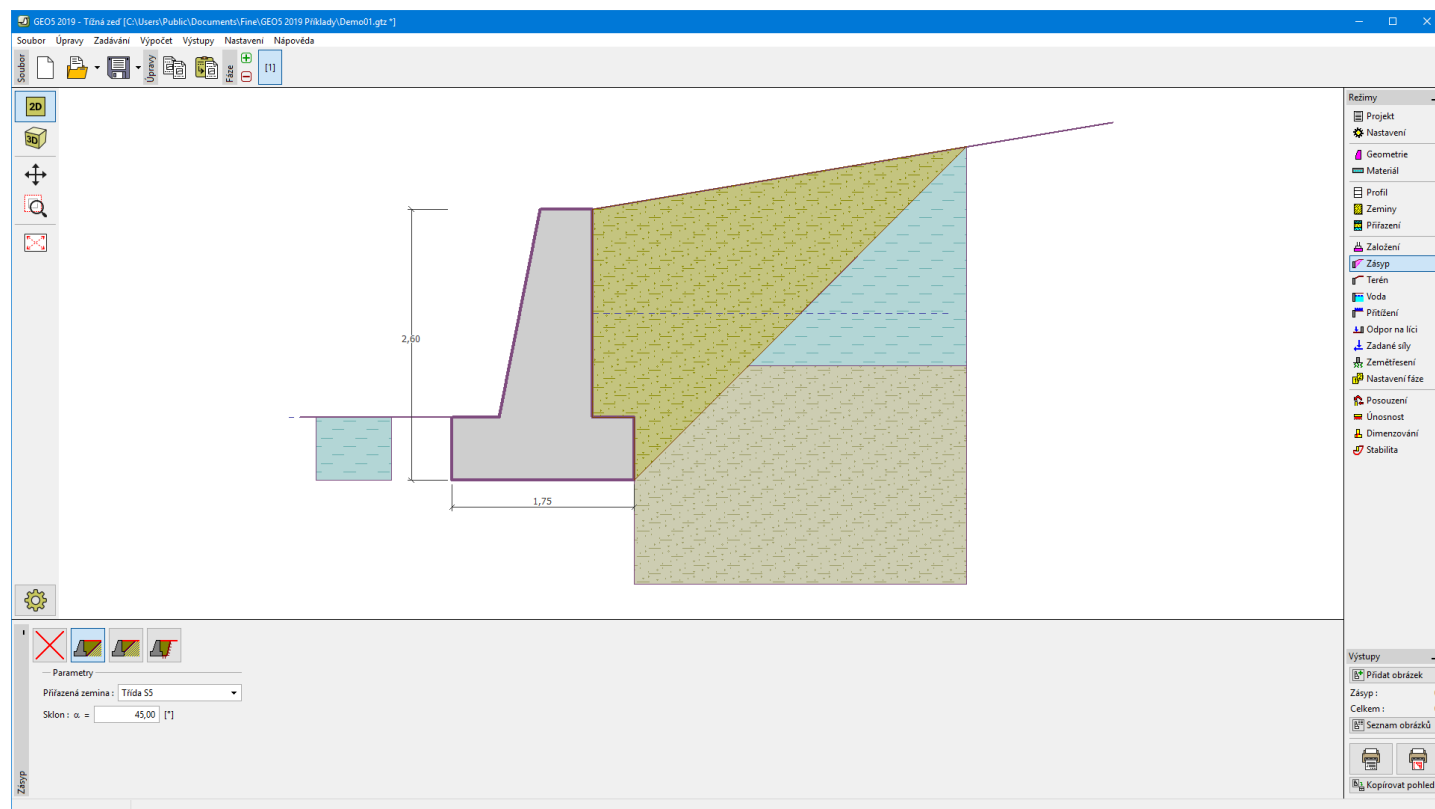 GEO5 2019 - Tížná zeď [C:\Users\Public\Documents\Fine\GEO5 2019 Příklady\Demo01.gtz *]
Soubor Úpravy Zadávání Výpočet Výstupy Nastavení Nápověda
Soubor
Úpravy
Fáze
[1]
2D
3D
2,60
1,75
Režimy
Projekt
Nastavení
Geometrie
Materiál
Profil
Zeminy
Přiřazení
Založení
Zásyp
Terén
Voda
Přitížení
Odpor na líci
Zadané síly
Zemětřesení
Nastavení fáze
Posouzení
Únosnost
Dimenzování
Stabilita
Parametry
Přiřazená zemina : Třída S5
Sklon : α = 45,00 [°]
Zásyp
Výstupy
Přidat obrázek
Zásyp :
Celkem :
Seznam obrázků
Kopírovat pohled